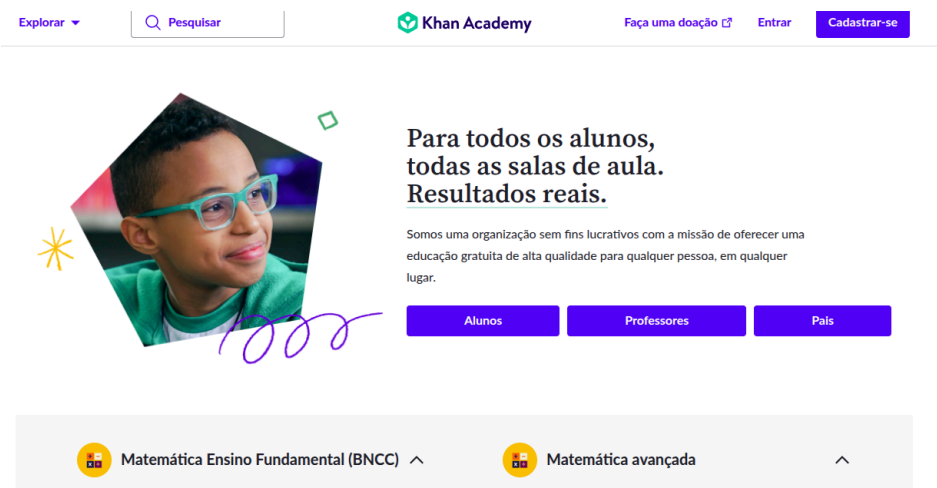 Explorar
Pesquisar
Khan Academy
Faça uma doação
Entrar
Cadastrar-se
Para todos os alunos,
todas as salas de aula.
Resultados reais.
Somos uma organização sem fins lucrativos com a missão de oferecer uma
educação gratuita de alta qualidade para qualquer pessoa, em qualquer
lugar.
Alunos
Professores
Pais
Matemática Ensino Fundamental (BNCC)
Matemática avançada